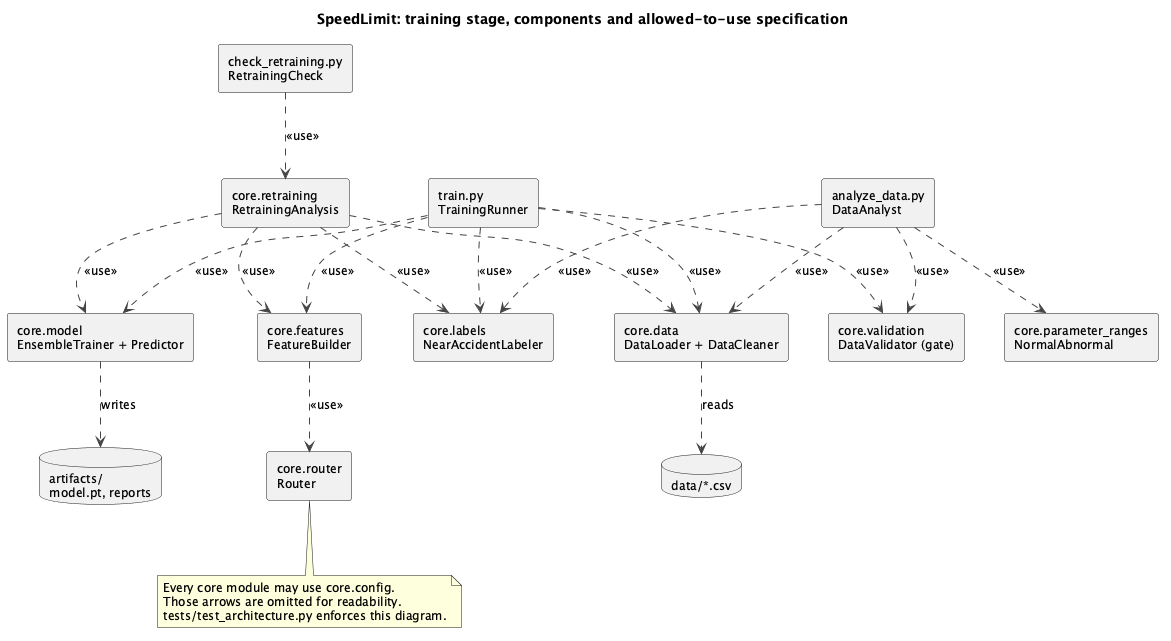 SpeedLimit: training stage, components and allowed-to-use specification
check_retraining.py
RetrainingCheck
«use»
core.retraining
RetrainingAnalysis
train.py
TrainingRunner
analyze_data.py
DataAnalyst
«use»
«use»
«use»
«use»
«use»
«use»
«use»
«use»
«use»
«use»
«use»
«use»
«use»
core.model
EnsembleTrainer + Predictor
core.features
FeatureBuilder
core.labels
NearAccidentLabeler
core.data
DataLoader + DataCleaner
core.validation
DataValidator (gate)
core.parameter_ranges
NormalAbnormal
writes
«use»
reads
artifacts/
model.pt, reports
core.router
Router
data/*.csv
Every core module may use core.config.
Those arrows are omitted for readability.
tests/test_architecture.py enforces this diagram.